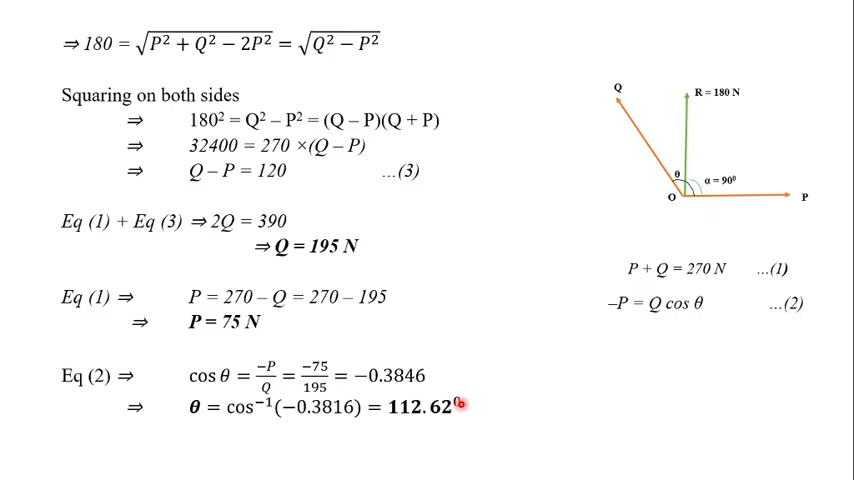 ⇒ 180 = √(P² + Q² − 2P²) = √(Q² − P²)
Squaring on both sides
⇒ 180² = Q² – P² = (Q – P)(Q + P)
⇒ 32400 = 270 ×(Q – P)
⇒ Q – P = 120 …(3)
Eq (1) + Eq (3) ⇒ 2Q = 390
⇒ Q = 195 N
Eq (1) ⇒ P = 270 – Q = 270 – 195
⇒ P = 75 N
Eq (2) ⇒ cos θ = −P/Q = −75/195 = −0.3846
⇒ θ = cos⁻¹(−0.3816) = 112.62⁰
Q
R = 180 N
θ
α = 90⁰
O
P
P + Q = 270 N …(1)
–P = Q cos θ …(2)